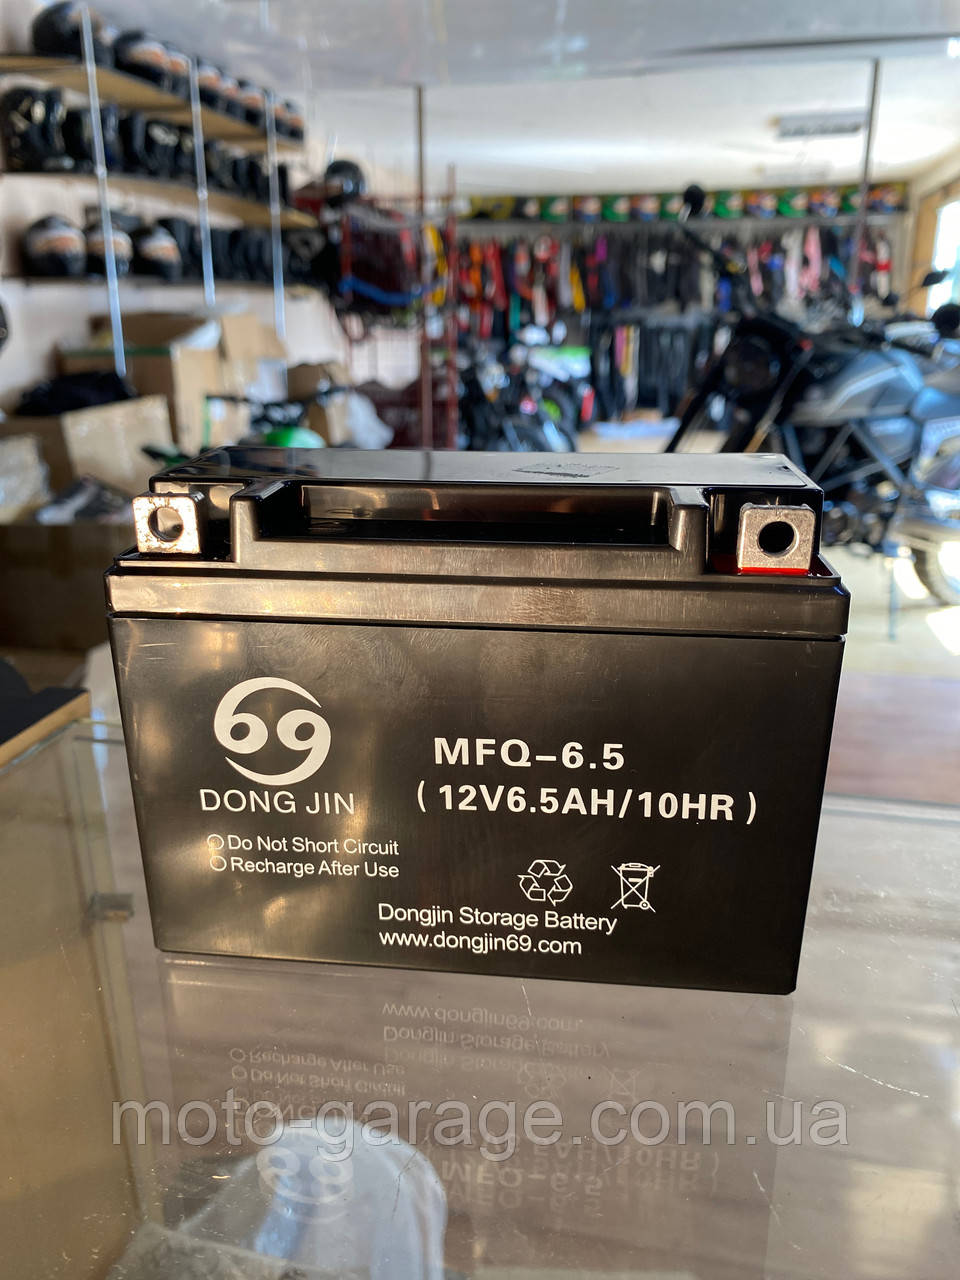 69
DONG JIN
MFQ-6.5
(12V6.5AH/10HR)
Do Not Short Circuit
Recharge After Use
Dongjin Storage Battery
www.dongjin69.com
moto-garage.com.ua